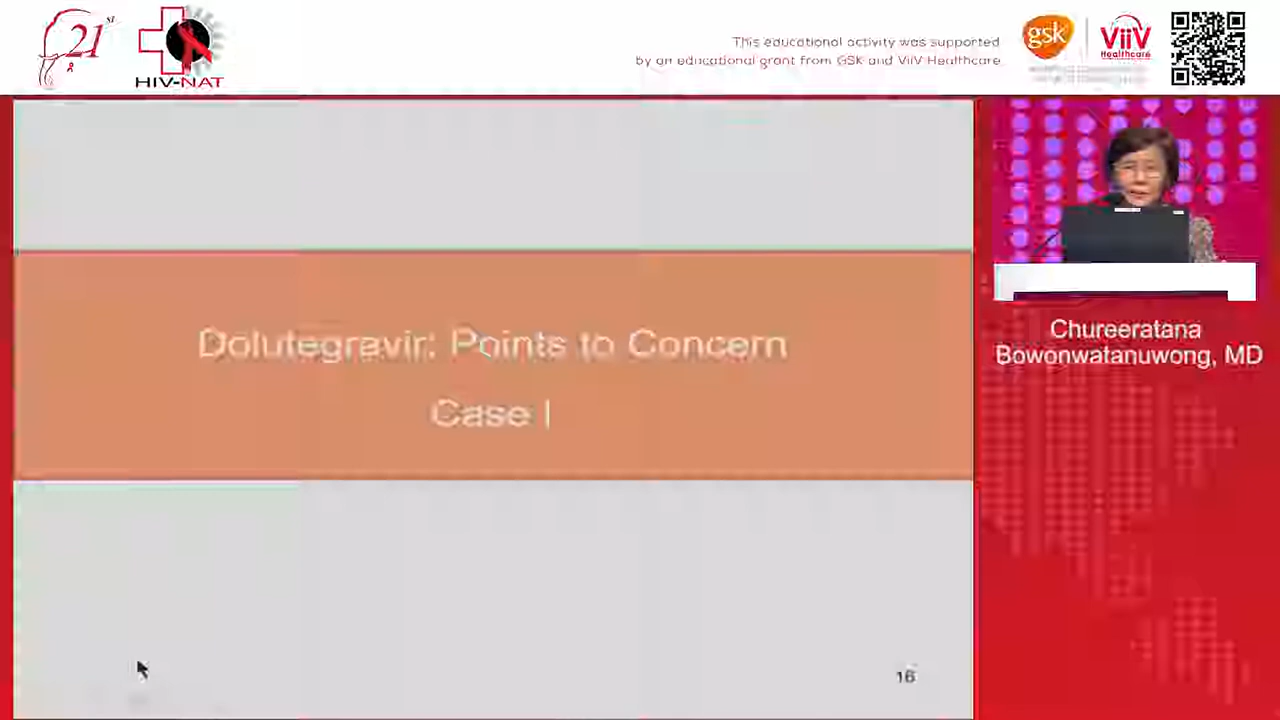 21st
HIV-NAT
This educational activity was supported
by an educational grant from GSK and ViiV Healthcare
gsk
ViiV
Healthcare
Dolutegravir: Points to Concern
Case I
16
Chureeratana
Bowonwatanuwong, MD